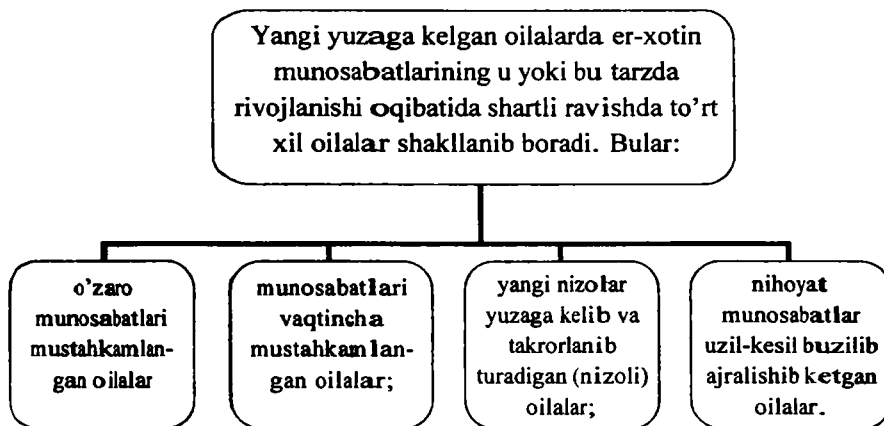 Yangi yuzaga kelgan oilalarda er-xotin
munosabatlarining u yoki bu tarzda
rivojlanishi oqibatida shartli ravishda to’rt
xil oilalar shakllanib boradi. Bular:
o’zaro
munosabatlari
mustahkamlan-
gan oilalar
munosabatlari
vaqtincha
mustahkamlan-
gan oilalar;
yangi nizolar
yuzaga kelib va
takrorlanib
turadigan (nizoli)
oilalar;
nihoyat
munosabatlar
uzil-kesil buzilib
ajralishib ketgan
oilalar.